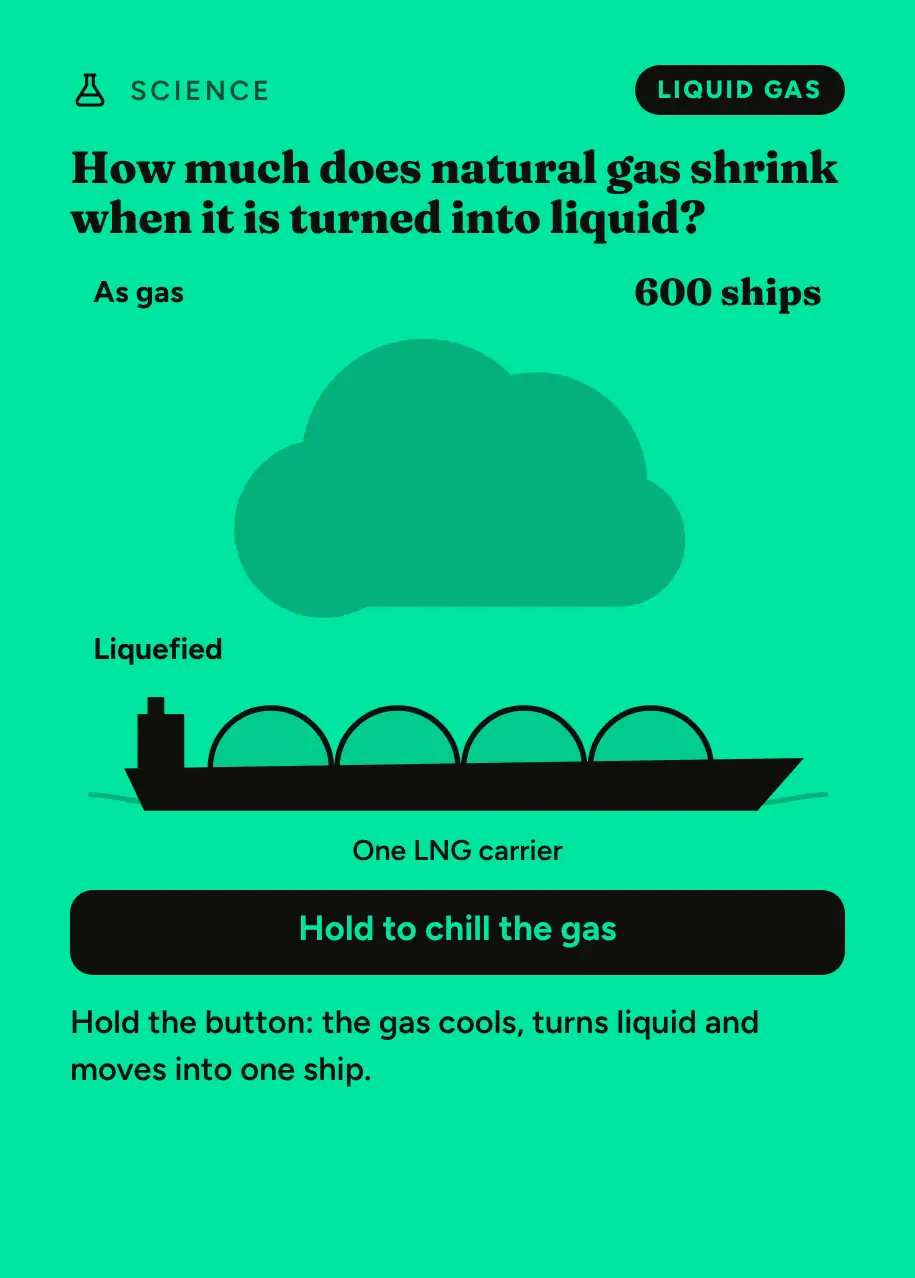 SCIENCE
LIQUID GAS
How much does natural gas shrink
when it is turned into liquid?
As gas
600 ships
Liquefied
One LNG carrier
Hold to chill the gas
Hold the button: the gas cools, turns liquid and
moves into one ship.